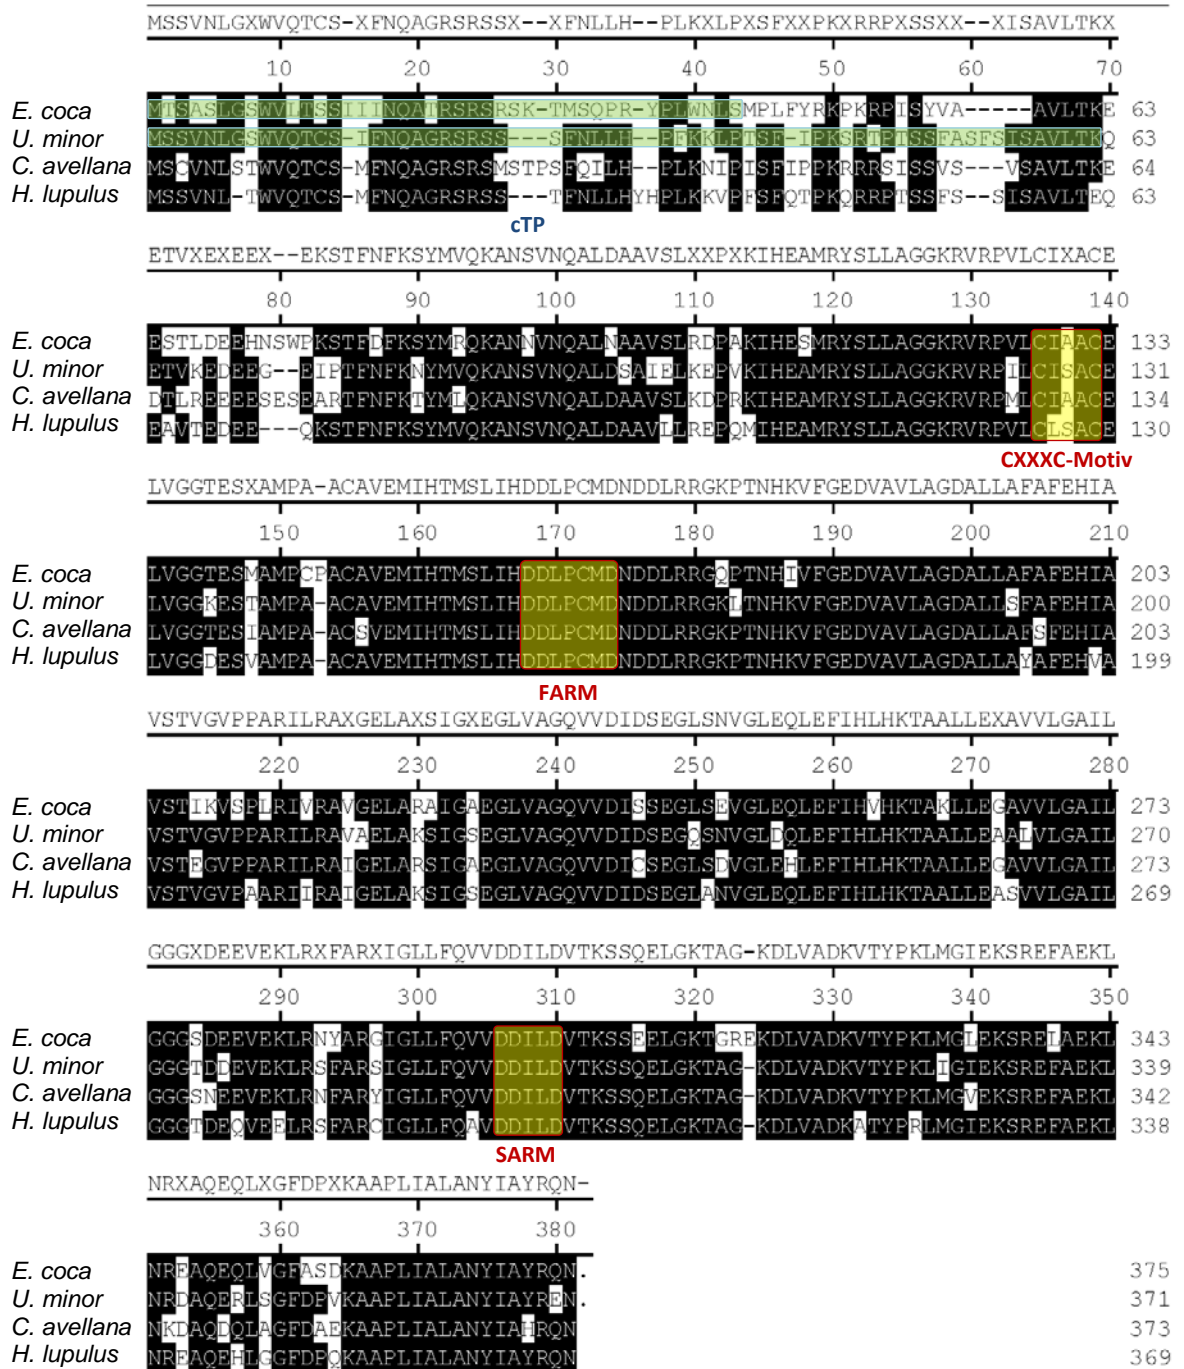 MSSVNLGXWVQTCS-XFNQAGRSRSSX--XFNLLH--PLKXLPXSFXXPKXRRPXSSXX--XISAVLTKX
10 20 30 40 50 60 70
E. coca MTSASLGSWVLTSSIIINQATRSRSRSK-TMSQPR-YPLWNLSMPLFYRKPKRPISYVA-----AVLTKE 63
U. minor MSSVNLGSWVQTCS-IFNQAGRSRSS---SFNLLH--PFKKLPISF-IPKSRIPISSFASFSISAVLTKQ 63
C. avellana MSCVNLSTWVQTCS-MFNQAGRSRSMSTPSFQILH--PLKNIPISFIPPKRRRSISSVS--VSAVLTKE 64
H. lupulus MSSVNL-TWVQTCS-MFNQAGRSRSS---TFNLLHYHPLKKVPFSFQTPKQRRPTSSFS--SISAVLTEQ 63
cTP
ETVXEXEEX--EKSTFNFKSYMVQKANSVNQALDAAVSLXXPXKIHEAMRYSLLAGGKRVRPVLCIXACE
80 90 100 110 120 130 140
E. coca ESTLDEEHNSWPKSTFDFKSYMRQKANNVNQALNAAVSLRDPAKIHESMRYSLLAGGKRVRPVLCIAACE 133
U. minor ETVKEDEEG--EIPTFNFKNYMVQKANSVNQALDSAIELKEPVKIHEAMRYSLLAGGKRVRPILCISACE 131
C. avellana DTLREEEESESEARTFNFKTYMLQKANSVNQALDAAVSLKDPRKIHEAMRYSLLAGGKRVRPMLCIAACE 134
H. lupulus EAVTEDEE---QKSTFNFKSYMVQKANSVNQALDAAVLLREPQMIHEAMRYSLLAGGKRVRPVLCLSACE 130
CXXXC-Motiv
LVGGTESXAMPA-ACAVEMIHTMSLIHDDLPCMDNDDLRRGKPTNHKVFGEDVAVLAGDALLAFAFEHIA
150 160 170 180 190 200 210
E. coca LVGGTESMAMPCPACAVEMIHTMSLIHDDLPCMDNDDLRRGQPTNHIVFGEDVAVLAGDALLAFAFEHIA 203
U. minor LVGGKESTAMPA-ACAVEMIHTMSLIHDDLPCMDNDDLRRGKLTNHKVFGEDVAVLAGDALLSFAFEHIA 200
C. avellana LVGGTESIAMPA-ACSVEMIHTMSLIHDDLPCMDNDDLRRGKPTNHKVFGEDVAVLAGDALLAFSFEHIA 203
H. lupulus LVGGDESVAMPA-ACAVEMIHTMSLIHDDLPCMDNDDLRRGKPTNHKVFGEDVAVLAGDALLAYAFEHVA 199
FARM
VSTVGVPPARILRAXGELAXSIGXEGLVAGQVVDIDSEGLSNVGLEQLEFIHLHKTAALLEXAVVLGAIL
220 230 240 250 260 270 280
E. coca VSTIKVSPLRIVRAVGELARAIGAEGLVAGQVVDISSEGLSEVGLEQLEFIHVHKTAKLLEGAVVLGAIL 273
U. minor VSTVGVPPARILRAVAELAKSIGSEGLVAGQVVDIDSEGQSNVGLDQLEFIHLHKTAALLEAALVLGAIL 270
C. avellana VSTEGVPPARILRAIGELARSIGAEGLVAGQVVDICSEGLSDVGLEHLEFIHLHKTAALLEGAVVLGAIL 273
H. lupulus VSTVGVPAARIIRAIGELAKSIGSEGLVAGQVVDIDSEGLANVGLEQLEFIHLHKTAALLEASVVLGAIL 269
GGGXDEEVEKLRXFARXIGLLFQVVDDILDVTKSSQELGKTAG-KDLVADKVTYPKLMGIEKSREFAEKL
290 300 310 320 330 340 350
E. coca GGGSDEEVEKLRNYARGIGLLFQVVDDILDVTKSSEELGKTGREKDLVADKVTYPKLMGLEKSRELAEKL 343
U. minor GGGTDDEVEKLRSFARSIGLLFQVVDDILDVTKSSQELGKTAG-KDLVADKVTYPKLIGIEKSREFAEKL 339
C. avellana GGGSNEEVEKLRNFARYIGLLFQVVDDILDVTKSSQELGKTAG-KDLVADKVTYPKLMGVEKSREFAEKL 342
H. lupulus GGGTDEQVEELRSFARCIGLLFQAVDDILDVTKSSQELGKTAG-KDLVADKATYPRLMGIEKSREFAEKL 338
SARM
NRXAQEQLXGFDPXKAAPLIALANYIAYRQN-
360 370 380
E. coca NREAQEQLVGFASDKAAPLIALANYIAYRQN. 375
U. minor NRDAQERLSGFDPVKAAPLIALANYIAYREN. 371
C. avellana NKDAQDQLAGFDAEKAAPLIALANYIAHRQN 373
H. lupulus NREAQEHLGGFDPQKAAPLIALANYIAYRQN 369